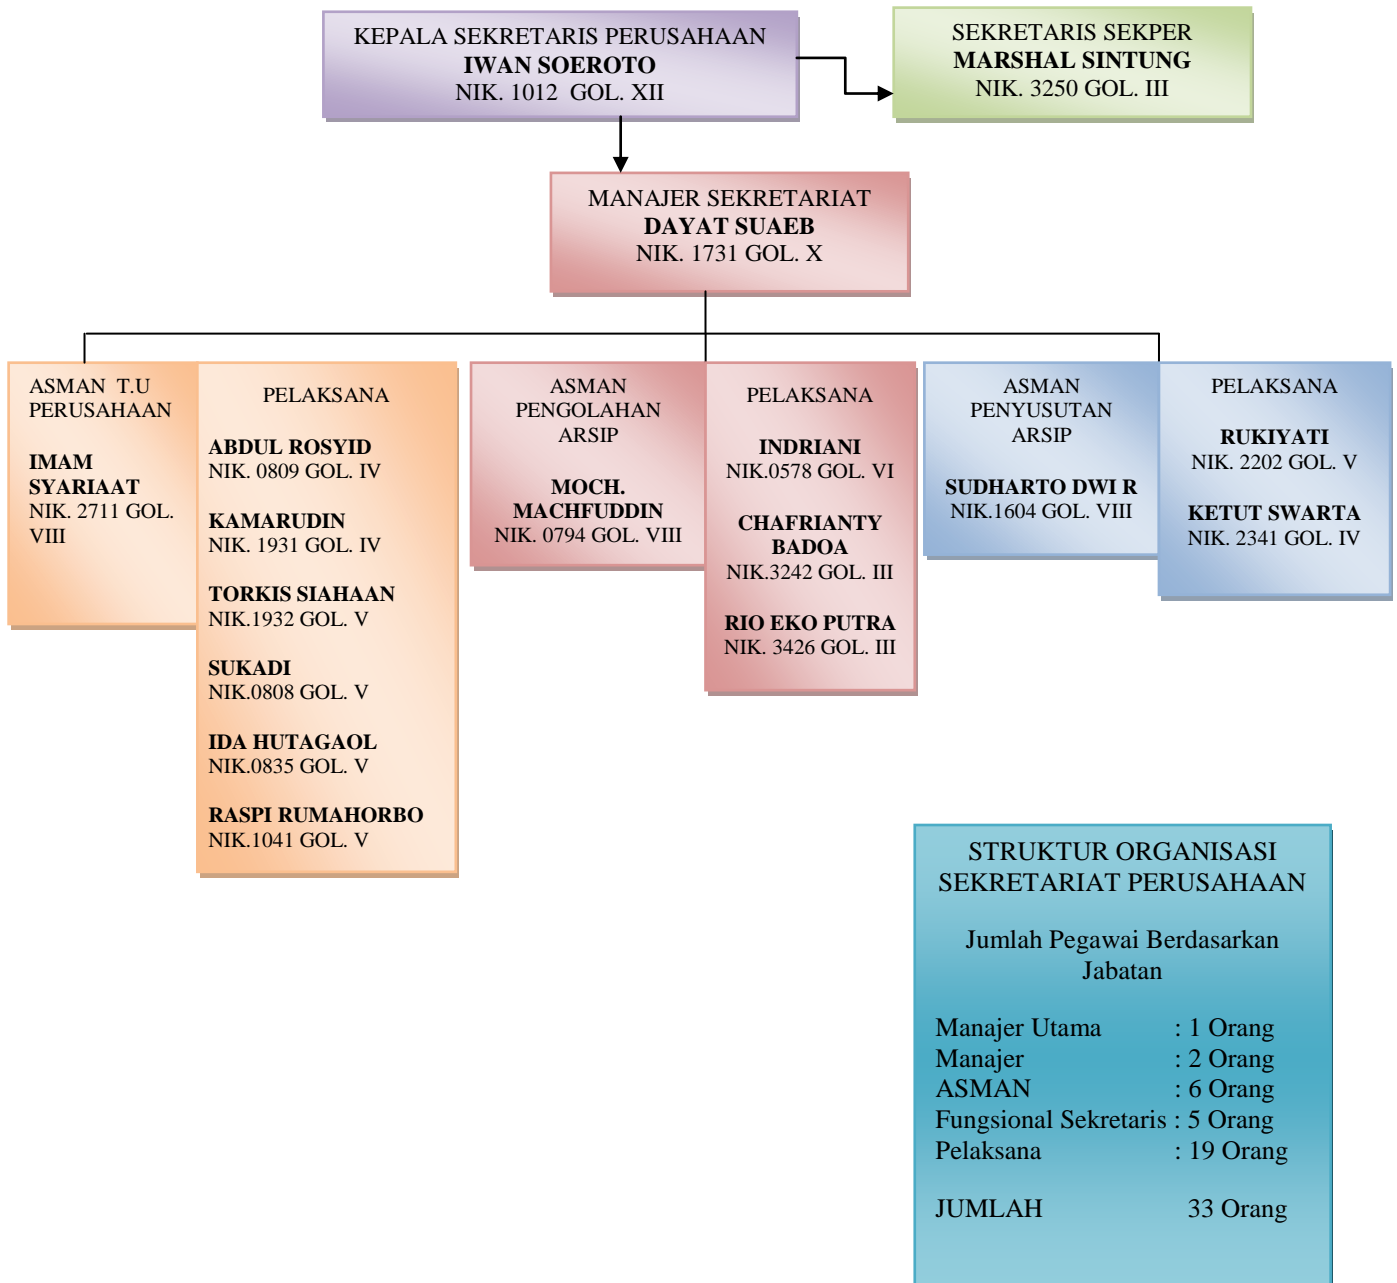 KEPALA SEKRETARIS PERUSAHAAN
IWAN SOEROTO
NIK. 1012  GOL. XII
SEKRETARIS SEKPER
MARSHAL SINTUNG
NIK. 3250 GOL. III
MANAJER SEKRETARIAT
DAYAT SUAEB
NIK. 1731 GOL. X
ASMAN  T.U
PERUSAHAAN
IMAM
SYARIAAT
NIK. 2711 GOL.
VIII
PELAKSANA
ABDUL ROSYID
NIK. 0809 GOL. IV
KAMARUDIN
NIK. 1931 GOL. IV
TORKIS SIAHAAN
NIK.1932 GOL. V
SUKADI
NIK.0808 GOL. V
IDA HUTAGAOL
NIK.0835 GOL. V
RASPI RUMAHORBO
NIK.1041 GOL. V
ASMAN
PENGOLAHAN
ARSIP
MOCH.
MACHFUDDIN
NIK. 0794 GOL. VIII
PELAKSANA
INDRIANI
NIK.0578 GOL. VI
CHAFRIANTY
BADOA
NIK.3242 GOL. III
RIO EKO PUTRA
NIK. 3426 GOL. III
ASMAN
PENYUSUTAN
ARSIP
SUDHARTO DWI R
NIK.1604 GOL. VIII
PELAKSANA
RUKIYATI
NIK. 2202 GOL. V
KETUT SWARTA
NIK. 2341 GOL. IV
STRUKTUR ORGANISASI
SEKRETARIAT PERUSAHAAN
Jumlah Pegawai Berdasarkan
Jabatan
Manajer Utama : 1 Orang
Manajer : 2 Orang
ASMAN : 6 Orang
Fungsional Sekretaris : 5 Orang
Pelaksana : 19 Orang
JUMLAH 33 Orang